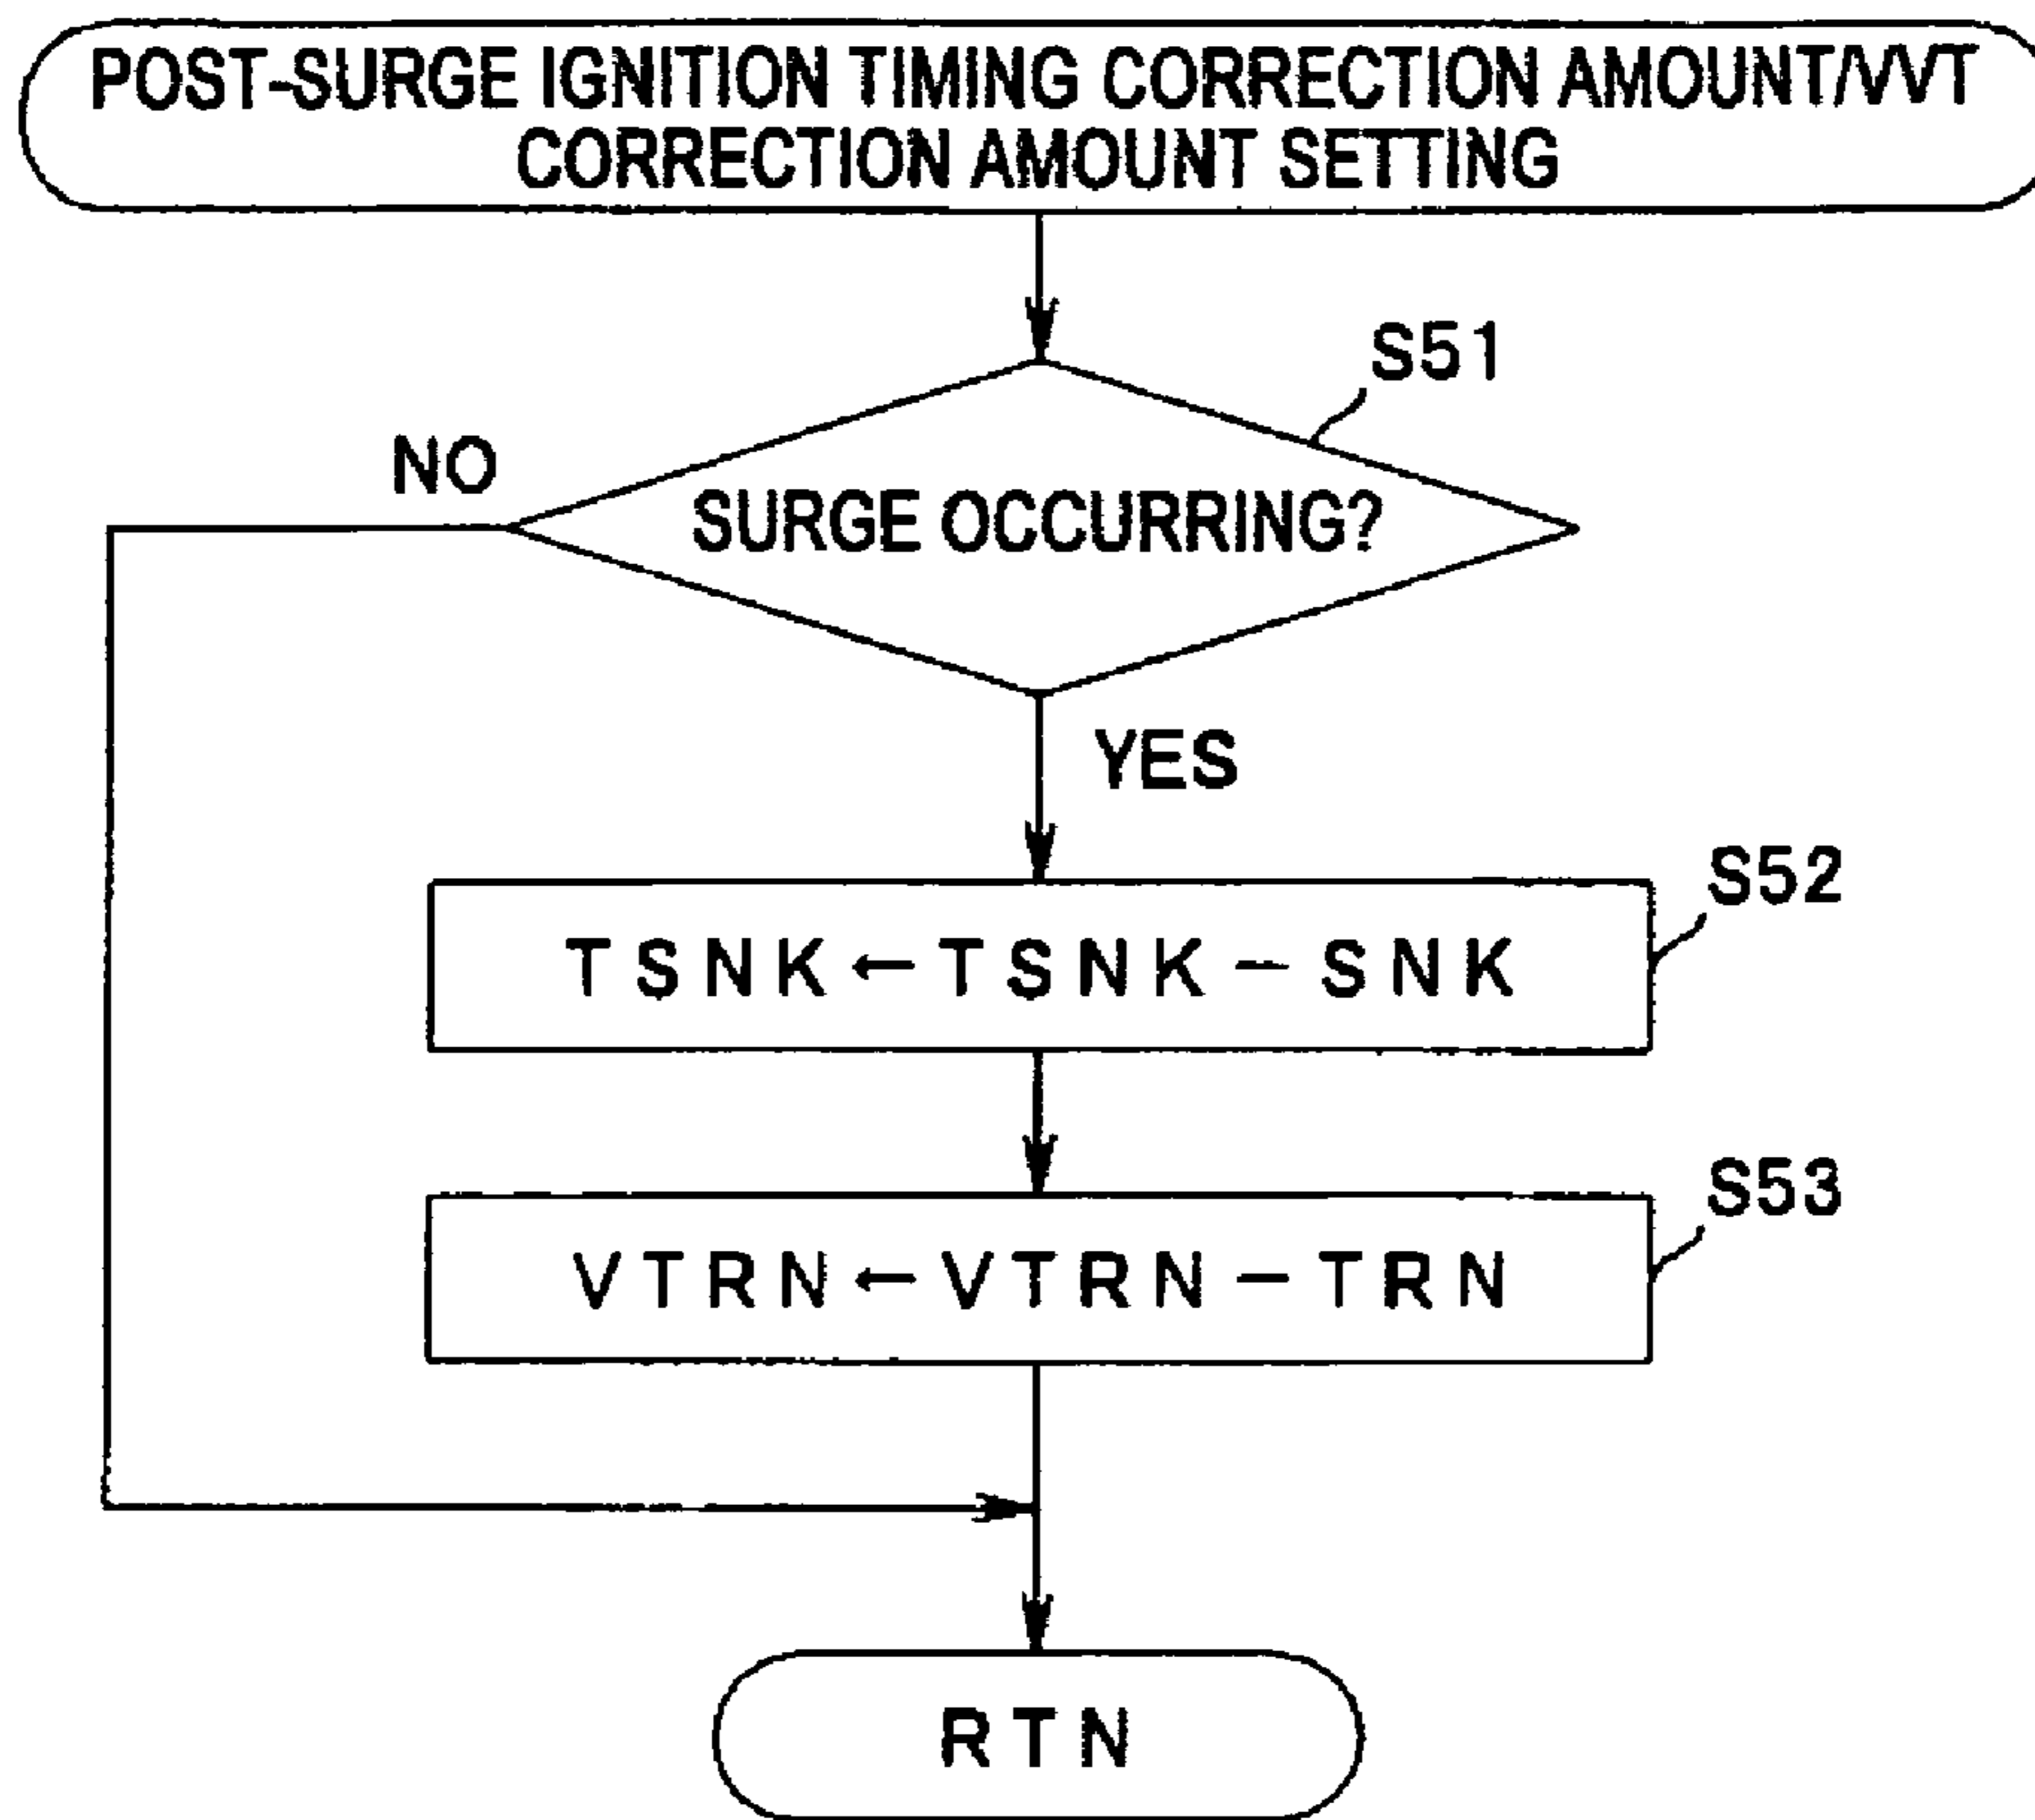 POST-SURGE IGNITION TIMING CORRECTION AMOUNT/VVT
CORRECTION AMOUNT SETTING
S51
NO
SURGE OCCURRING?
YES
S52
TSNK←TSNK−SNK
S53
VTRN←VTRN−TRN
RTN